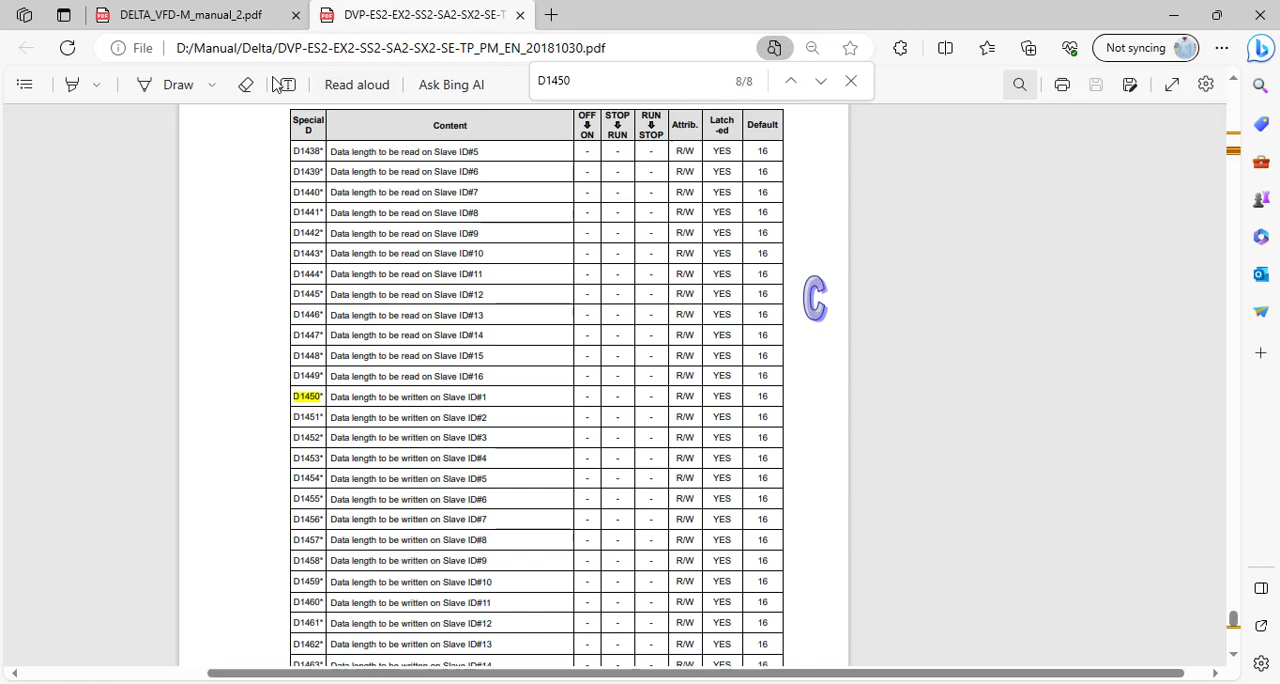 DELTA_VFD-M_manual_2.pdf
DVP-ES2-EX2-SS2-SA2-SX2-SE-T
File D:/Manual/Delta/DVP-ES2-EX2-SS2-SA2-SX2-SE-TP_PM_EN_20181030.pdf
Not syncing
Draw
Read aloud
Ask Bing AI
D1450 8/8
Special D Content OFF ⇩ ON STOP ⇩ RUN RUN ⇩ STOP Attrib. Latch-ed Default
D1438* Data length to be read on Slave ID#5 - - - R/W YES 16
D1439* Data length to be read on Slave ID#6 - - - R/W YES 16
D1440* Data length to be read on Slave ID#7 - - - R/W YES 16
D1441* Data length to be read on Slave ID#8 - - - R/W YES 16
D1442* Data length to be read on Slave ID#9 - - - R/W YES 16
D1443* Data length to be read on Slave ID#10 - - - R/W YES 16
D1444* Data length to be read on Slave ID#11 - - - R/W YES 16
D1445* Data length to be read on Slave ID#12 - - - R/W YES 16
D1446* Data length to be read on Slave ID#13 - - - R/W YES 16
D1447* Data length to be read on Slave ID#14 - - - R/W YES 16
D1448* Data length to be read on Slave ID#15 - - - R/W YES 16
D1449* Data length to be read on Slave ID#16 - - - R/W YES 16
D1450* Data length to be written on Slave ID#1 - - - R/W YES 16
D1451* Data length to be written on Slave ID#2 - - - R/W YES 16
D1452* Data length to be written on Slave ID#3 - - - R/W YES 16
D1453* Data length to be written on Slave ID#4 - - - R/W YES 16
D1454* Data length to be written on Slave ID#5 - - - R/W YES 16
D1455* Data length to be written on Slave ID#6 - - - R/W YES 16
D1456* Data length to be written on Slave ID#7 - - - R/W YES 16
D1457* Data length to be written on Slave ID#8 - - - R/W YES 16
D1458* Data length to be written on Slave ID#9 - - - R/W YES 16
D1459* Data length to be written on Slave ID#10 - - - R/W YES 16
D1460* Data length to be written on Slave ID#11 - - - R/W YES 16
D1461* Data length to be written on Slave ID#12 - - - R/W YES 16
D1462* Data length to be written on Slave ID#13 - - - R/W YES 16
D1463* Data length to be written on Slave ID#14 - - - R/W YES 16
C